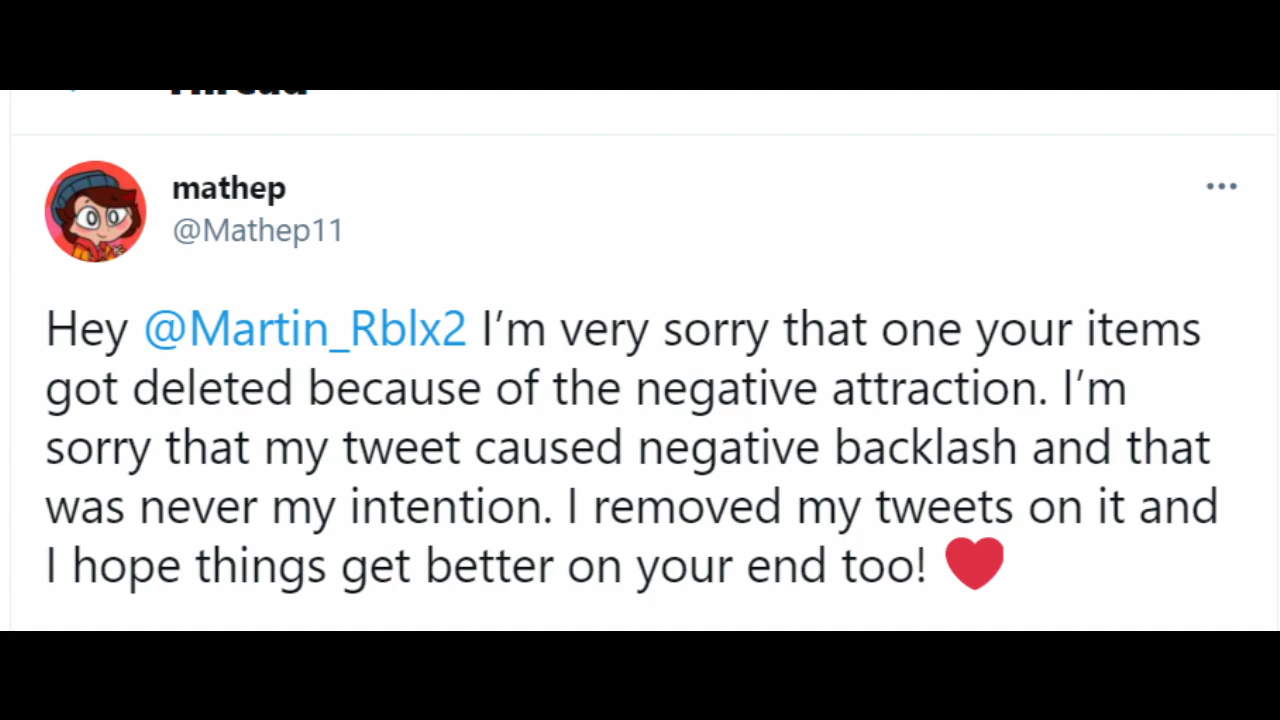 Thread
mathep
@Mathep11
Hey @Martin_Rblx2 I’m very sorry that one your items
got deleted because of the negative attraction. I’m
sorry that my tweet caused negative backlash and that
was never my intention. I removed my tweets on it and
I hope things get better on your end too! ❤